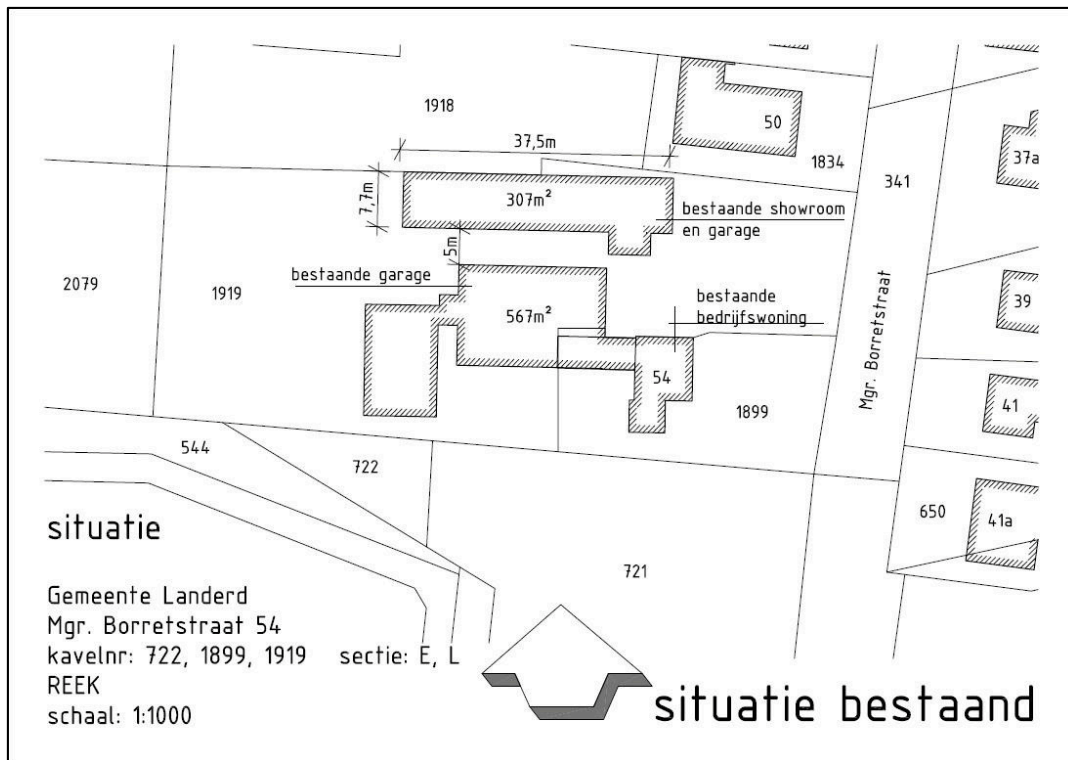 1918
50
1834
341
37a
37,5m
7,7m
307m²
bestaande showroom
en garage
5m
bestaande garage
2079
1919
567m²
bestaande
bedrijfswoning
39
54
1899
Mgr. Borretstraat
41
544
722
650
41a
721
situatie
Gemeente Landerd
Mgr. Borretstraat 54
kavelnr: 722, 1899, 1919 sectie: E, L
REEK
schaal: 1:1000
situatie bestaand